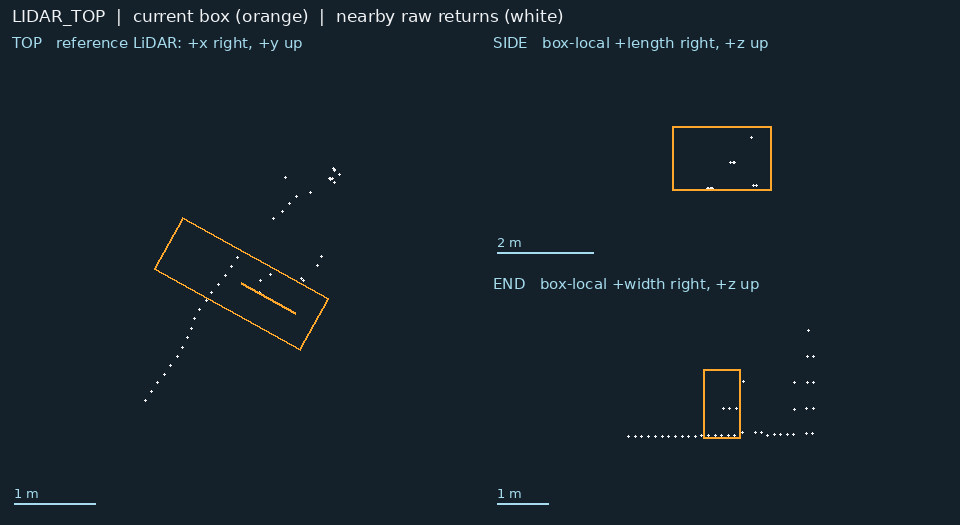 LIDAR_TOP | current box (orange) | nearby raw returns (white)
TOP reference LiDAR: +x right, +y up
SIDE box-local +length right, +z up
2 m
END box-local +width right, +z up
1 m
1 m